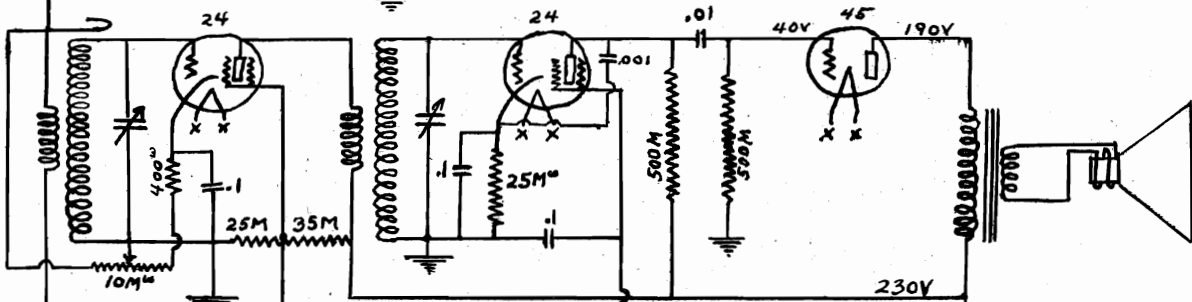 24
24
.01
40V
45
190V
.001
x x
x x
x x
400ω
.1
.1
25Mω
500M
500M
25M
35M
.1
10Mω
230V